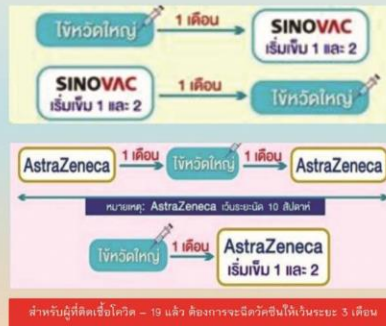 ไข้หวัดใหญ่ 1 เดือน SINOVAC
เริ่มเข็ม 1 และ 2
SINOVAC 1 เดือน ไข้หวัดใหญ่
เริ่มเข็ม 1 และ 2
AstraZeneca 1 เดือน ไข้หวัดใหญ่ 1 เดือน AstraZeneca
หมายเหตุ: AstraZeneca เว้นระยะนัด 10 สัปดาห์
ไข้หวัดใหญ่ 1 เดือน AstraZeneca
เริ่มเข็ม 1 และ 2
สำหรับผู้ที่ติดเชื้อโควิด – 19 แล้ว ต้องการจะฉีดวัคซีนให้เว้นระยะ 3 เดือน